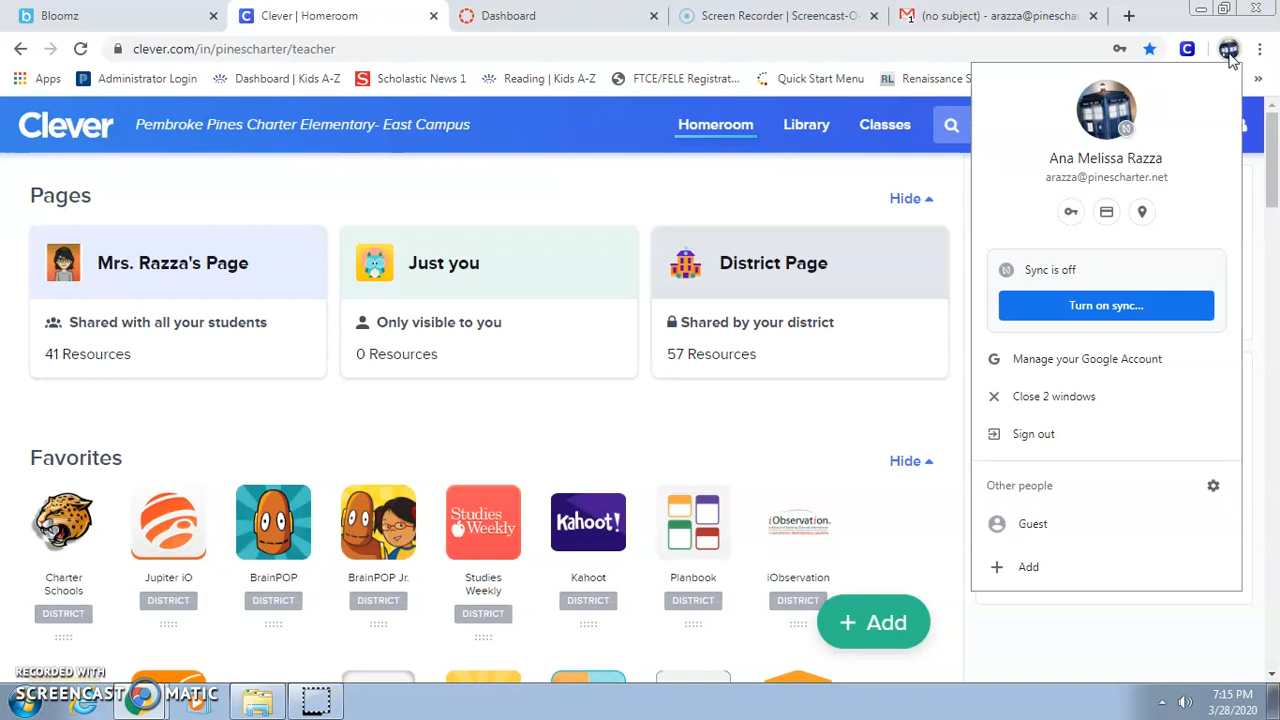 Bloomz
Clever | Homeroom
Dashboard
Screen Recorder | Screencast-O-
(no subject) - arazza@pinescha
clever.com/in/pinescharter/teacher
Apps
Administrator Login
Dashboard | Kids A-Z
Scholastic News 1
Reading | Kids A-Z
FTCE/FELE Registrat...
Quick Start Menu
RL Renaissance S
Clever
Pembroke Pines Charter Elementary- East Campus
Homeroom
Library
Classes
Ana Melissa Razza
arazza@pinescharter.net
Sync is off
Turn on sync...
Manage your Google Account
Close 2 windows
Sign out
Other people
Guest
Add
Pages
Hide
Mrs. Razza's Page
Shared with all your students
41 Resources
Just you
Only visible to you
0 Resources
District Page
Shared by your district
57 Resources
Favorites
Hide
Studies
Weekly
Kahoot!
iObservation.
Charter
Schools
DISTRICT
Jupiter iO
DISTRICT
BrainPOP
DISTRICT
BrainPOP Jr.
DISTRICT
Studies
Weekly
DISTRICT
Kahoot
DISTRICT
Planbook
DISTRICT
iObservation
DISTRICT
+ Add
RECORDED WITH
SCREENCAST MATIC
7:15 PM
3/28/2020